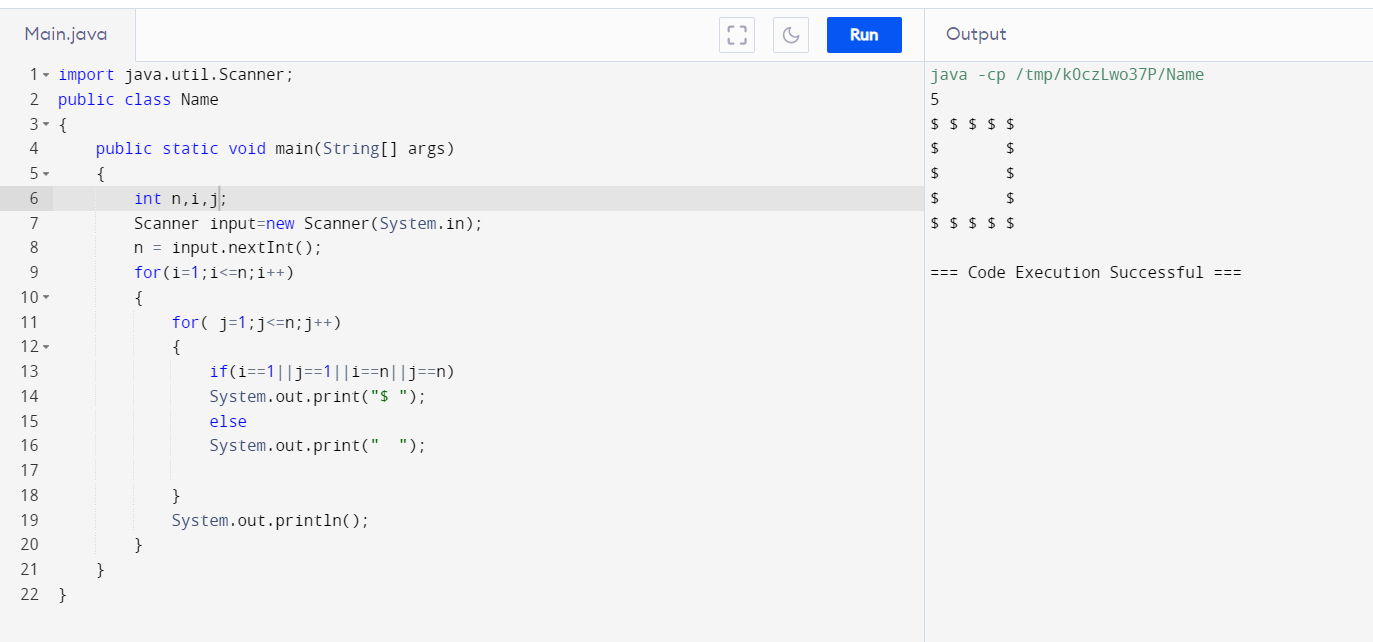 Main.java
Run
Output
1 import java.util.Scanner;
2 public class Name
3 {
4     public static void main(String[] args)
5     {
6         int n,i,j;
7         Scanner input=new Scanner(System.in);
8         n = input.nextInt();
9         for(i=1;i<=n;i++)
10         {
11             for( j=1;j<=n;j++)
12             {
13                 if(i==1||j==1||i==n||j==n)
14                 System.out.print("$ ");
15                 else
16                 System.out.print("  ");
17
18             }
19             System.out.println();
20         }
21     }
22 }
java -cp /tmp/kOczLwo37P/Name
5
$ $ $ $ $
$       $
$       $
$       $
$ $ $ $ $
=== Code Execution Successful ===